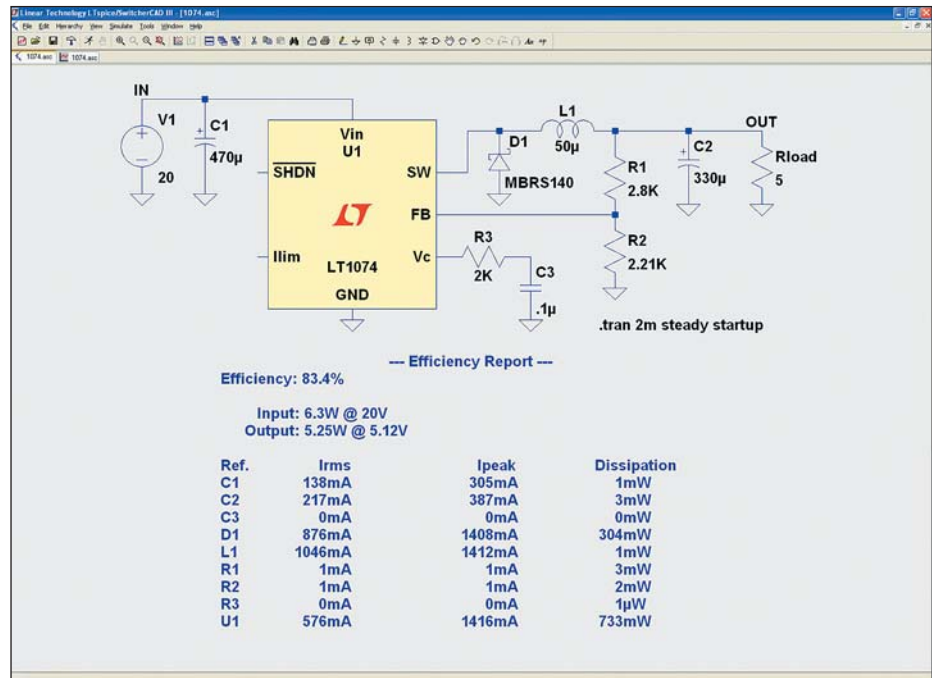 Linear Technology LTspice/SwitcherCAD III - [1074.asc]
File Edit Hierarchy View Simulate Tools Window Help
1074.asc 1074.asc
IN
V1
20
C1
470µ
Vin
U1
SHDN
SW
FB
Ilim
LT1074
Vc
GND
D1
MBRS140
L1
50µ
OUT
R1
2.8K
C2
330µ
Rload
5
R2
2.21K
R3
2K
C3
.1µ
.tran 2m steady startup
--- Efficiency Report ---
Efficiency: 83.4%
Input: 6.3W @ 20V
Output: 5.25W @ 5.12V
Ref. Irms Ipeak Dissipation
C1 138mA 305mA 1mW
C2 217mA 387mA 3mW
C3 0mA 0mA 0mW
D1 876mA 1408mA 304mW
L1 1046mA 1412mA 1mW
R1 1mA 1mA 3mW
R2 1mA 1mA 2mW
R3 0mA 0mA 1µW
U1 576mA 1416mA 733mW